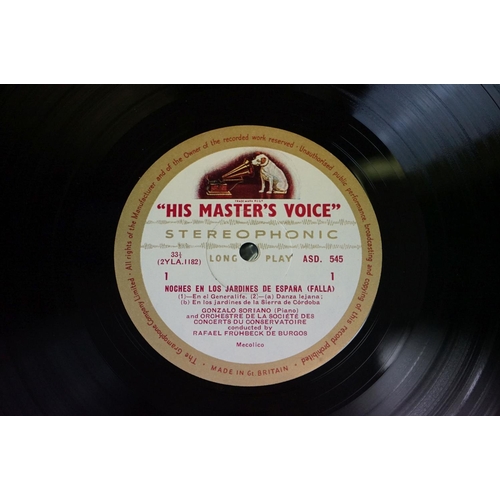 The Gramophone Company Limited · All rights of the Manufacturer and of the Owner of the recorded work reserved · Unauthorised public performance, broadcasting and copying of this record prohibited
"HIS MASTER'S VOICE"
STEREOPHONIC
33⅓
(2YLA.1182)
LONG PLAY
ASD. 545
1 1
NOCHES EN LOS JARDINES DE ESPAÑA (FALLA)
(1)—En el Generalife. (2)—(a) Danza lejana;
(b) En los jardines de la Sierra de Córdoba
GONZALO SORIANO (Piano)
and ORCHESTRE DE LA SOCIÉTÉ DES
CONCERTS DU CONSERVATOIRE
conducted by
RAFAEL FRÜHBECK DE BURGOS
Mecolico
MADE IN Gt. BRITAIN